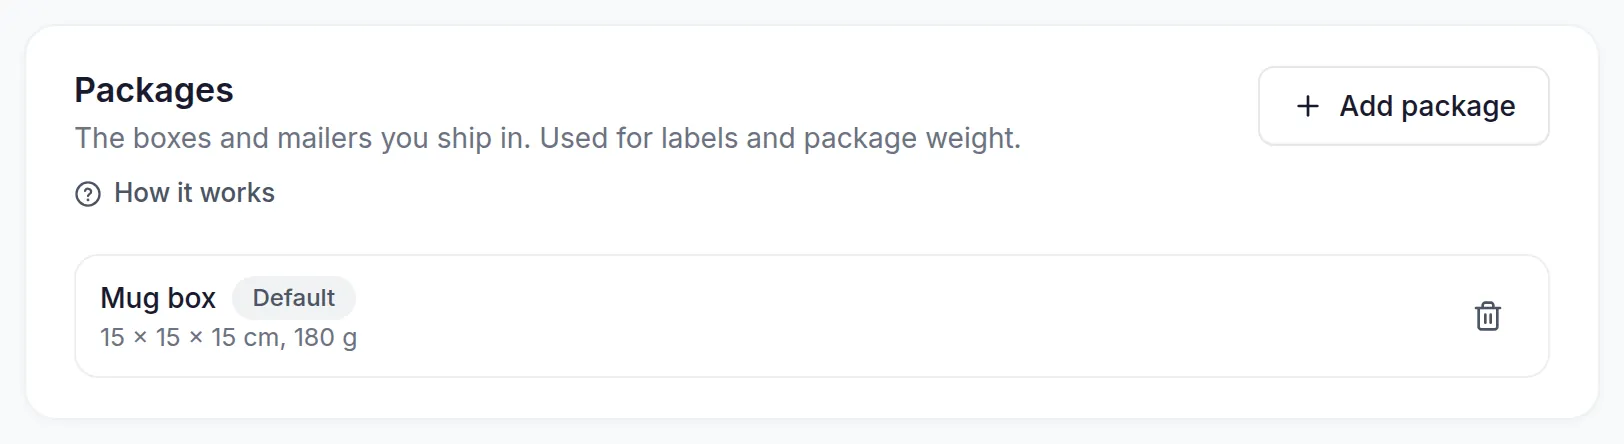 Packages
The boxes and mailers you ship in. Used for labels and package weight.
How it works
Add package
Mug box Default
15 × 15 × 15 cm, 180 g